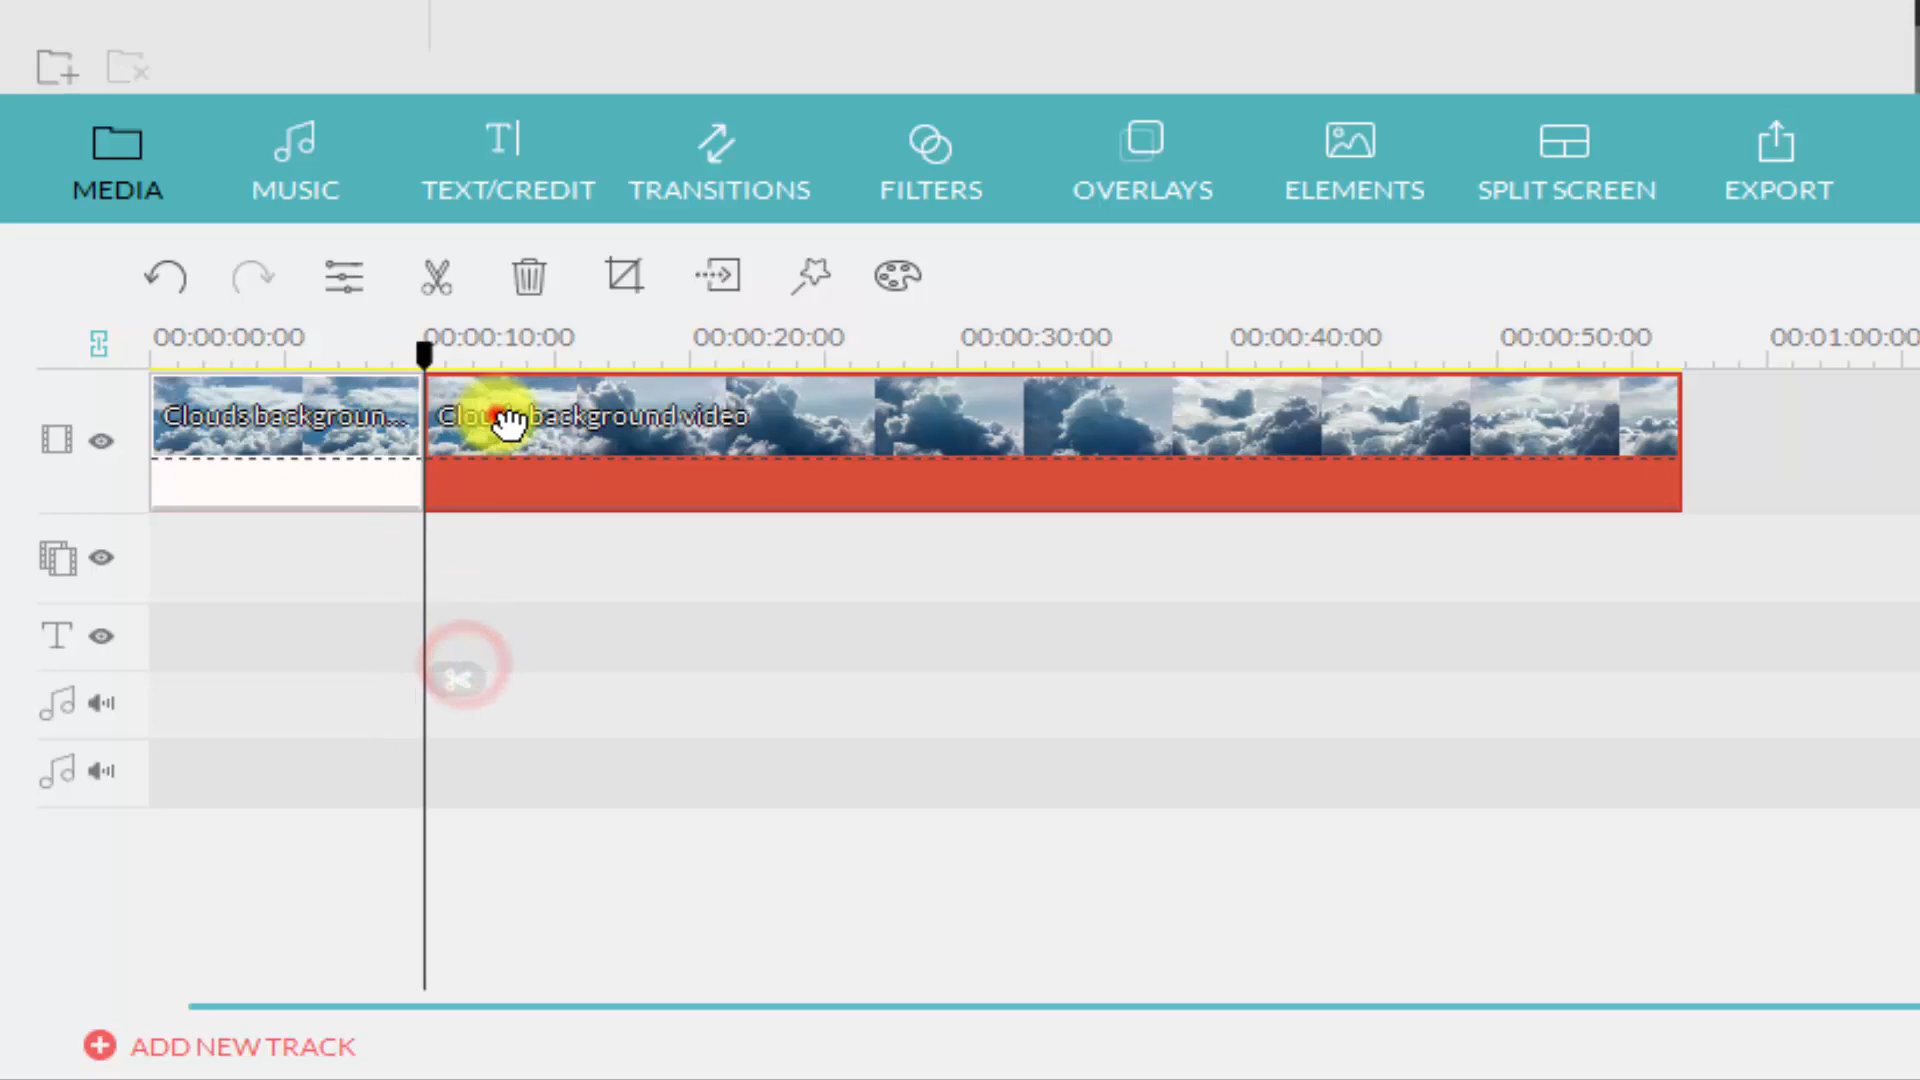 MEDIA
MUSIC
TEXT/CREDIT
TRANSITIONS
FILTERS
OVERLAYS
ELEMENTS
SPLIT SCREEN
EXPORT
00:00:00:00
00:00:10:00
00:00:20:00
00:00:30:00
00:00:40:00
00:00:50:00
00:01:00:00
Clouds backgroun...
Clouds background video
ADD NEW TRACK